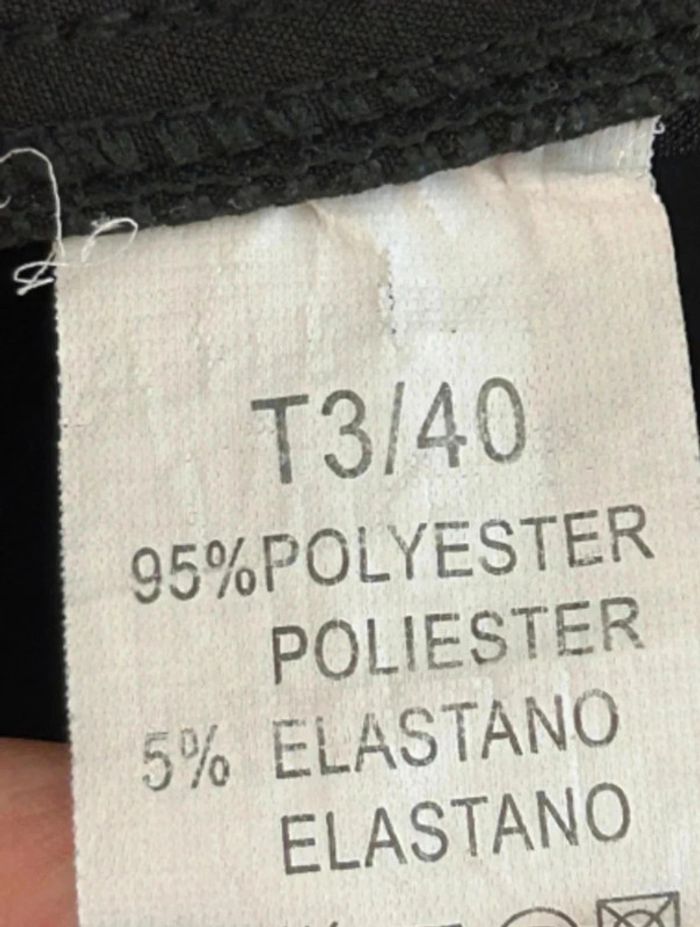 T3/40
95%POLYESTER
POLIESTER
5% ELASTANO
ELASTANO